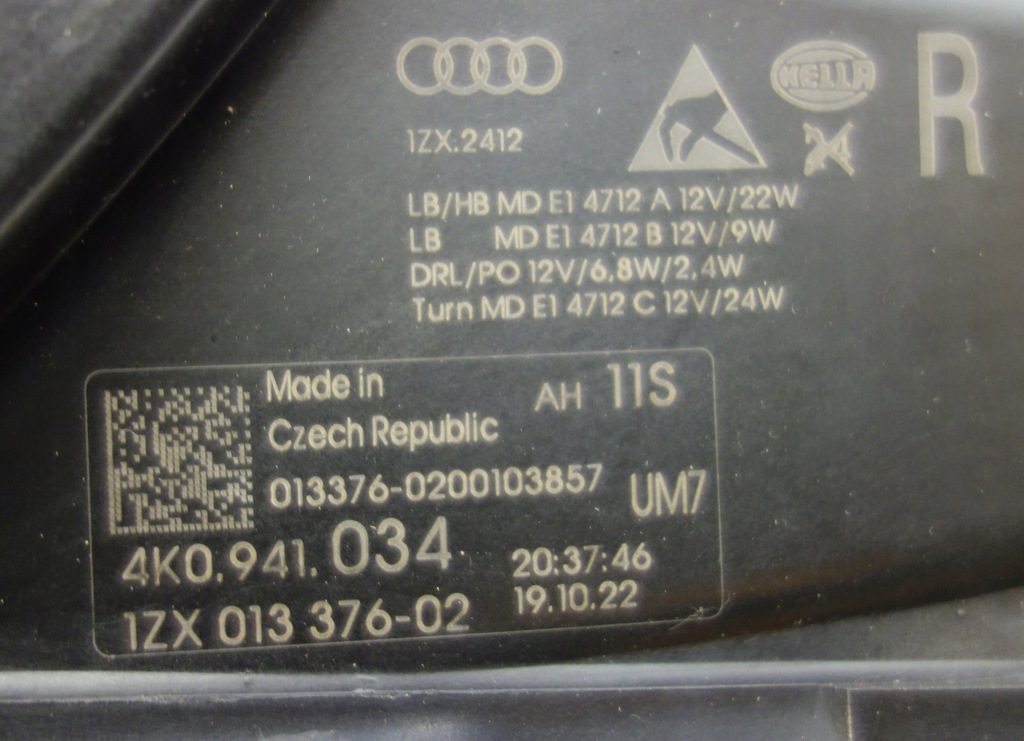 HELLA
R
1ZX.2412
LB/HB MD E1 4712 A 12V/22W
LB MD E1 4712 B 12V/9W
DRL/PO 12V/6,8W/2,4W
Turn MD E1 4712 C 12V/24W
Made in
Czech Republic
AH 11S
013376-0200103857
UM7
4K0.941.034
20:37:46
1ZX 013 376-02
19.10.22